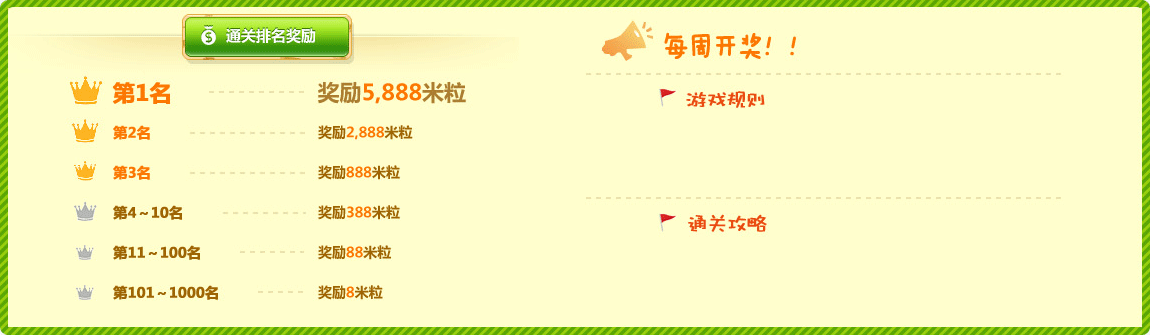 通关排名奖励
第1名 奖励5,888米粒
第2名 奖励2,888米粒
第3名 奖励888米粒
第4~10名 奖励388米粒
第11~100名 奖励88米粒
第101~1000名 奖励8米粒
每周开奖！！
游戏规则
通关攻略